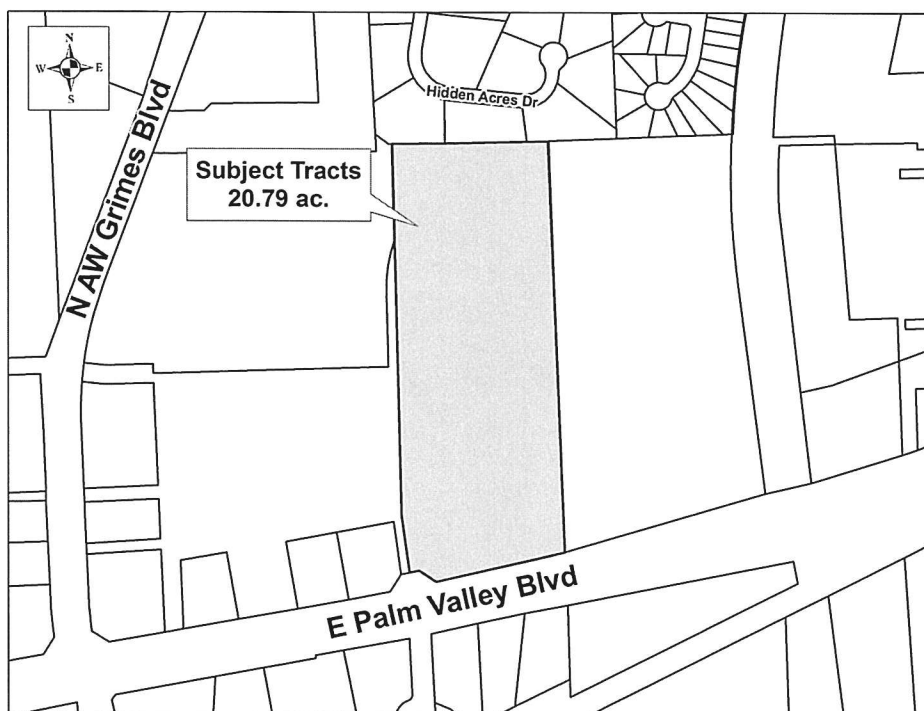 N
W E
S
Hidden Acres Dr
N AW Grimes Blvd
Subject Tracts
20.79 ac.
E Palm Valley Blvd